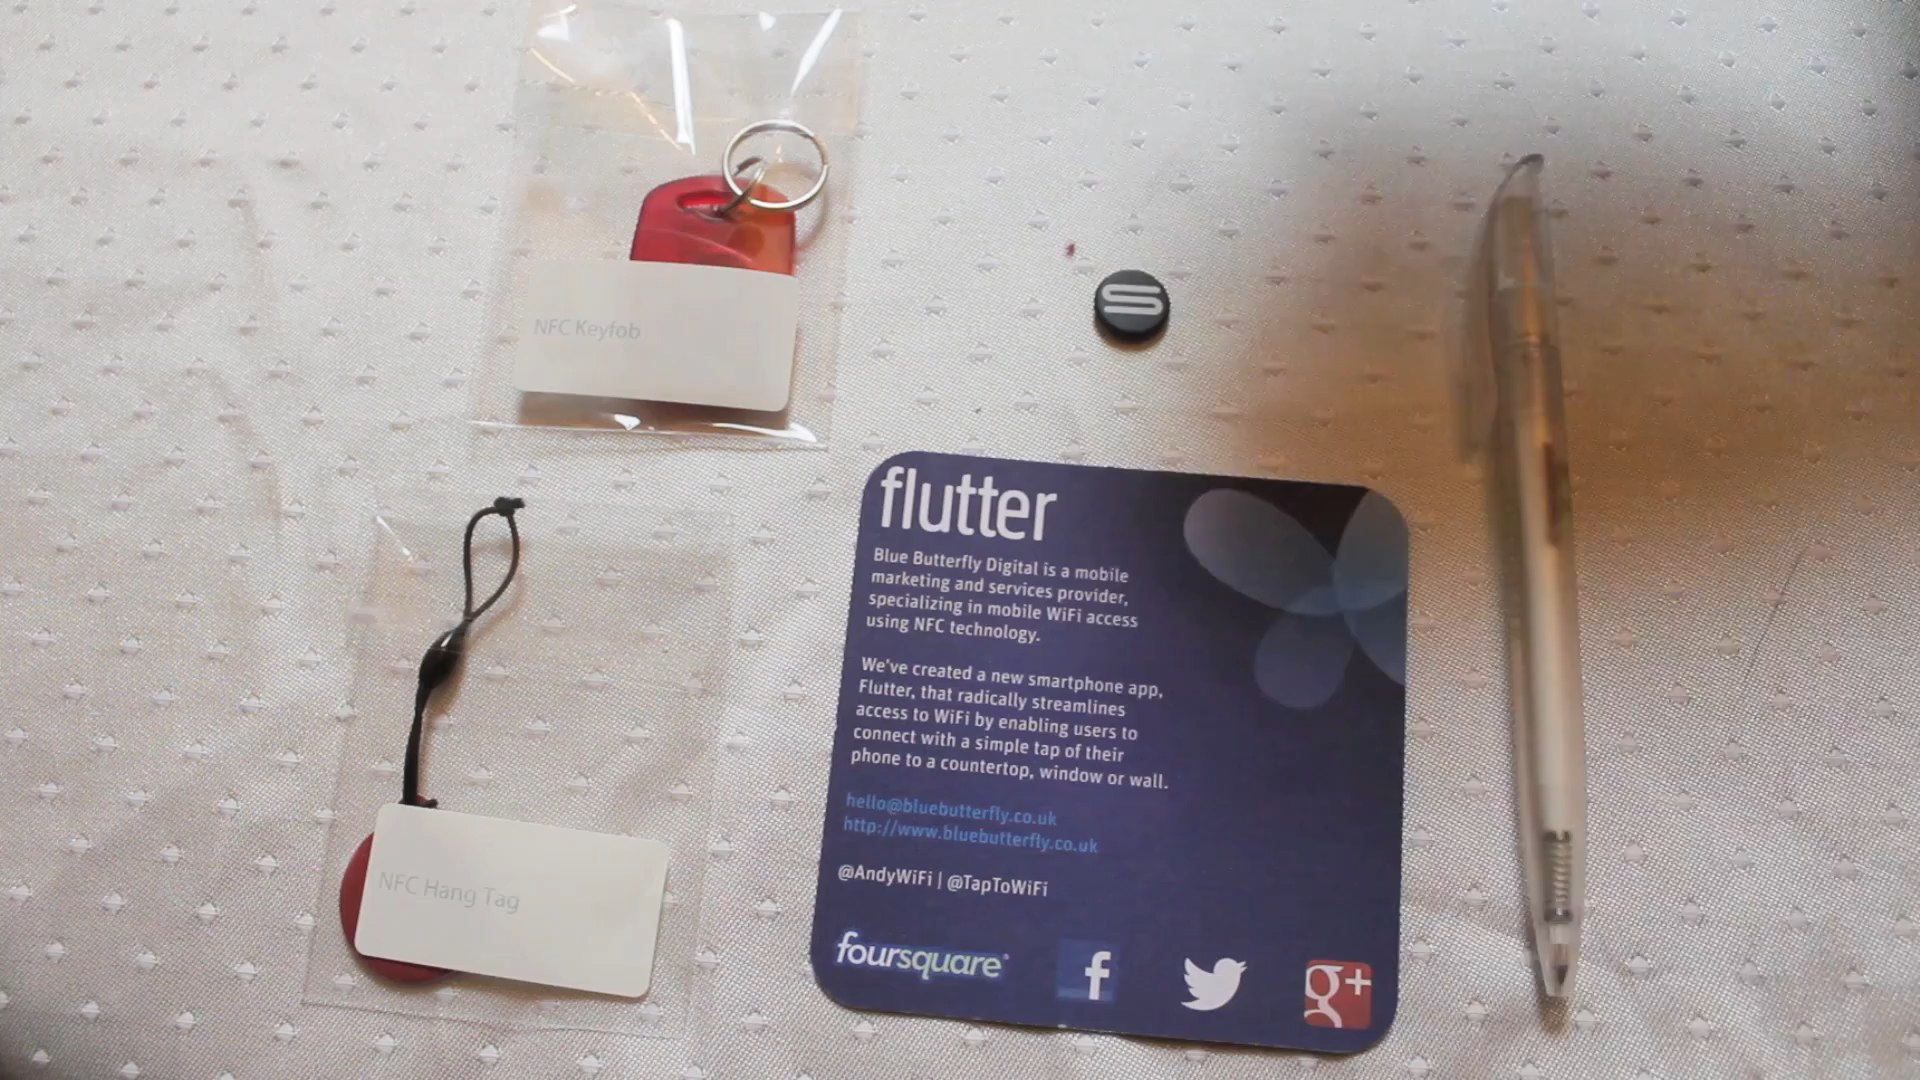 NFC Keyfob
NFC Hang Tag
flutter
Blue Butterfly Digital is a mobile
marketing and services provider,
specializing in mobile WiFi access
using NFC technology.
We've created a new smartphone app,
Flutter, that radically streamlines
access to WiFi by enabling users to
connect with a simple tap of their
phone to a countertop, window or wall.
hello@bluebutterfly.co.uk
http://www.bluebutterfly.co.uk
@AndyWiFi | @TapToWiFi
foursquare
f
g+